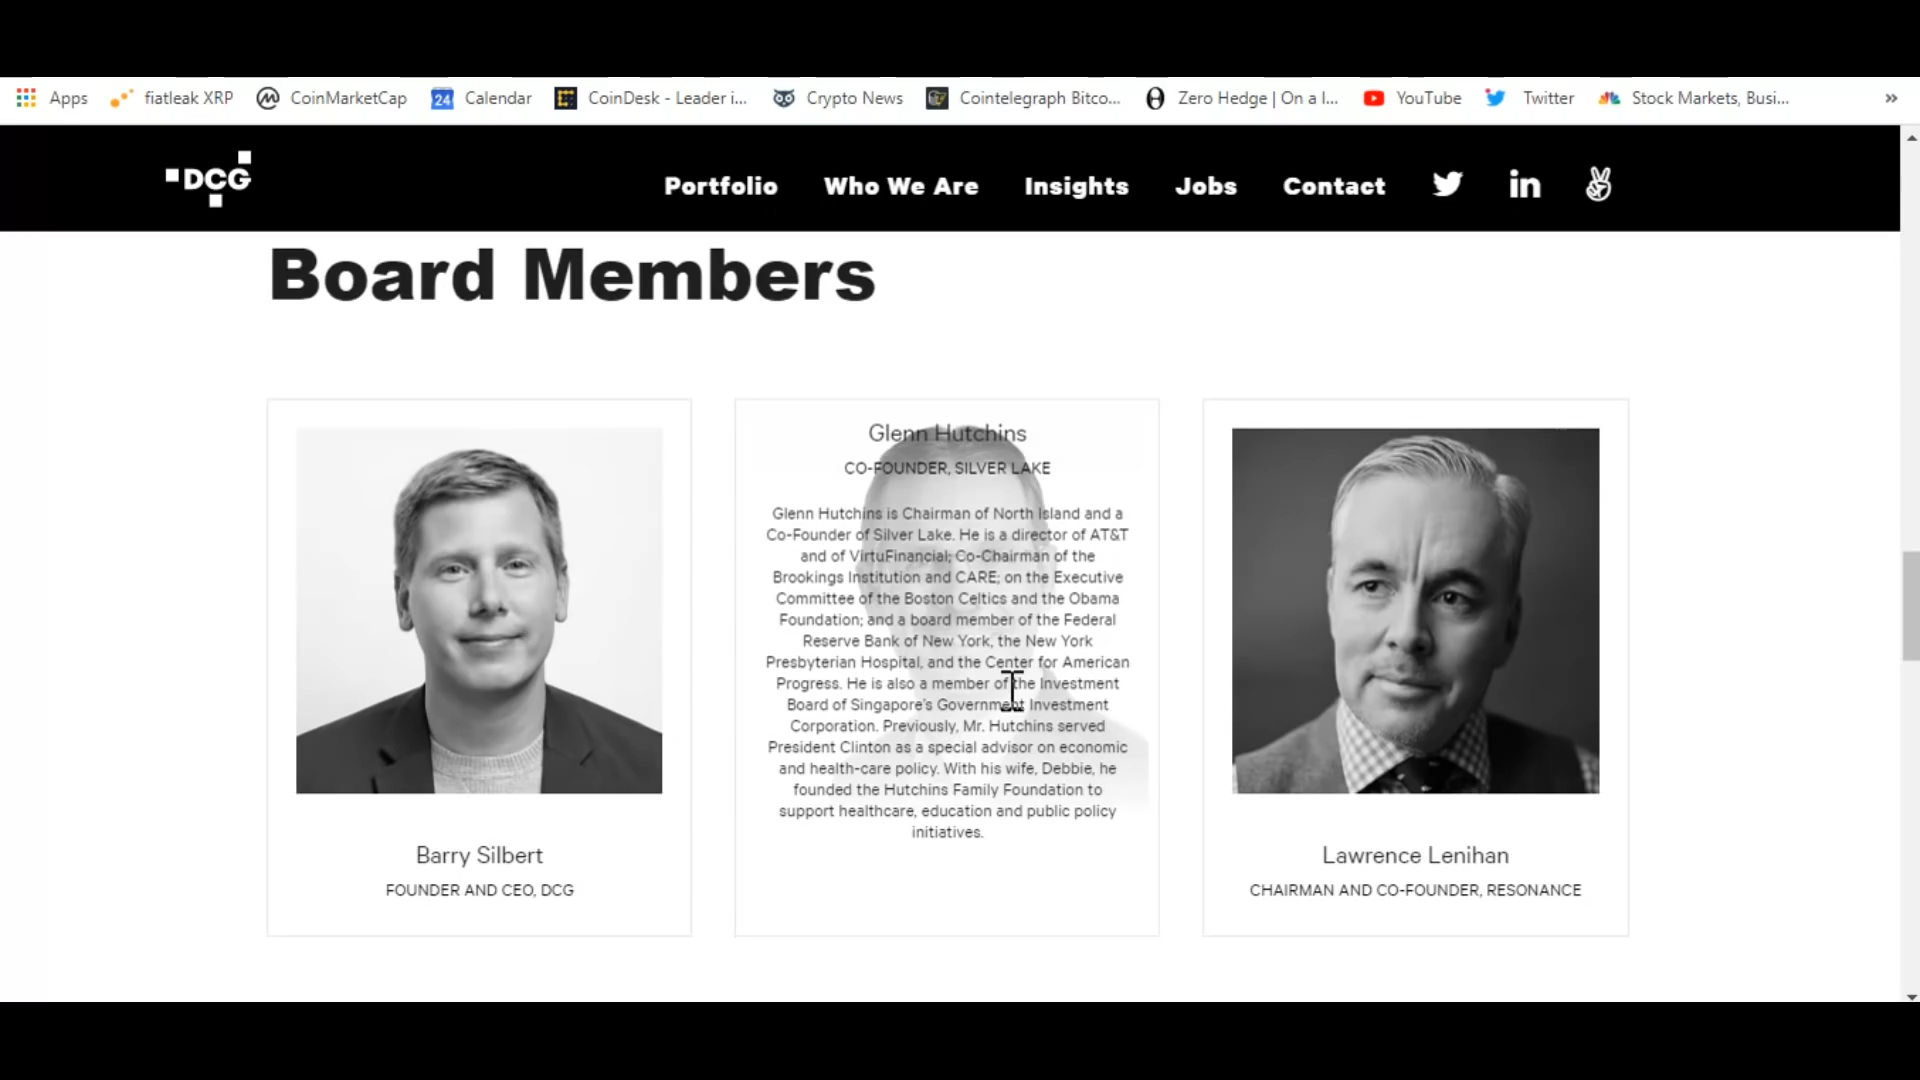 Apps fiatleak XRP CoinMarketCap 24 Calendar CoinDesk - Leader i... Crypto News Cointelegraph Bitco... Zero Hedge | On a l... YouTube Twitter Stock Markets, Busi... »
DCG Portfolio Who We Are Insights Jobs Contact in
Board Members
Barry Silbert
FOUNDER AND CEO, DCG
Glenn Hutchins
CO-FOUNDER, SILVER LAKE
Glenn Hutchins is Chairman of North Island and a
Co-Founder of Silver Lake. He is a director of AT&T
and of VirtuFinancial; Co-Chairman of the
Brookings Institution and CARE; on the Executive
Committee of the Boston Celtics and the Obama
Foundation; and a board member of the Federal
Reserve Bank of New York, the New York
Presbyterian Hospital, and the Center for American
Progress. He is also a member of the Investment
Board of Singapore's Government Investment
Corporation. Previously, Mr. Hutchins served
President Clinton as a special advisor on economic
and health-care policy. With his wife, Debbie, he
founded the Hutchins Family Foundation to
support healthcare, education and public policy
initiatives.
Lawrence Lenihan
CHAIRMAN AND CO-FOUNDER, RESONANCE